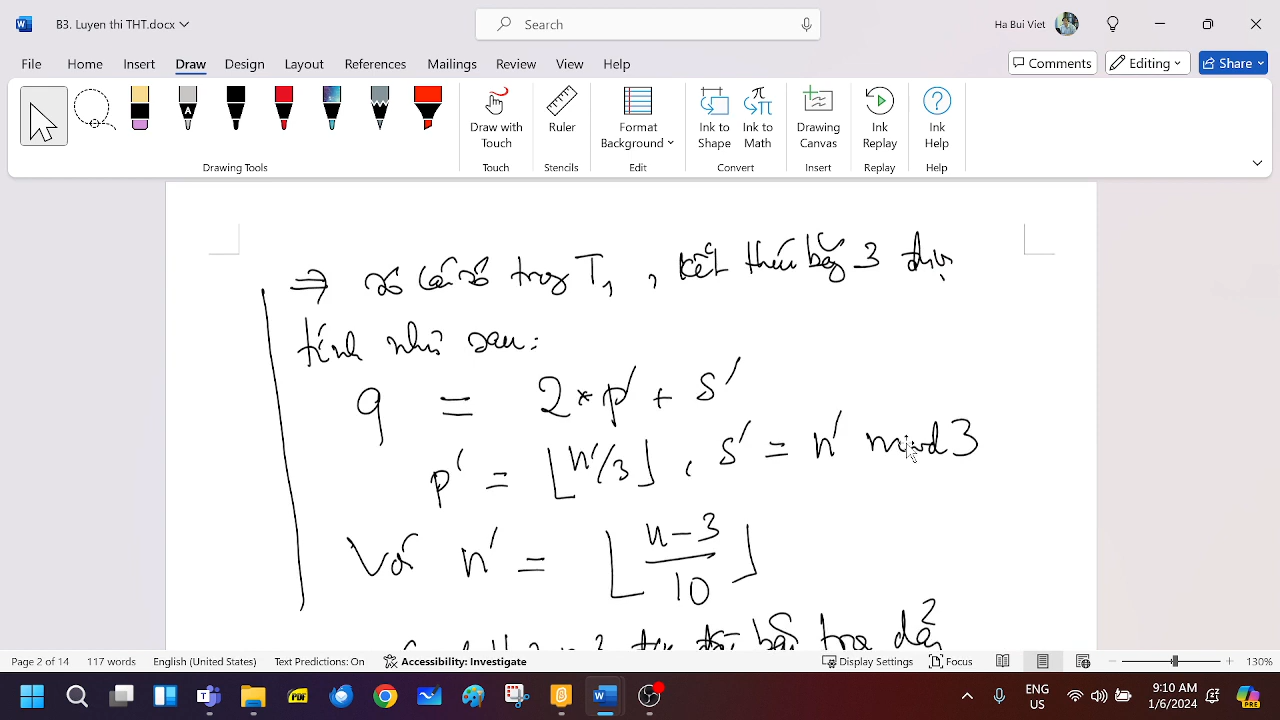 B3. Luyen thi THT.docx
Search
Ha Bui Viet
File Home Insert Draw Design Layout References Mailings Review View Help
Comments Editing Share
Draw with Touch
Ruler
Format Background
Ink to Shape
Ink to Math
Drawing Canvas
Ink Replay
Ink Help
Drawing Tools Touch Stencils Edit Convert Insert Replay Help
⇒ số các số trong T₁, kết thúc bằng 3 được
tính như sau:
q = 2 * p' + s'
p' = ⌊n'/3⌋, s' = n' mod 3
Với n' = ⌊(n-3)/10⌋
Page 2 of 14 117 words English (United States) Text Predictions: On Accessibility: Investigate Display Settings Focus 130%
ENG 9:10 AM
US 1/6/2024